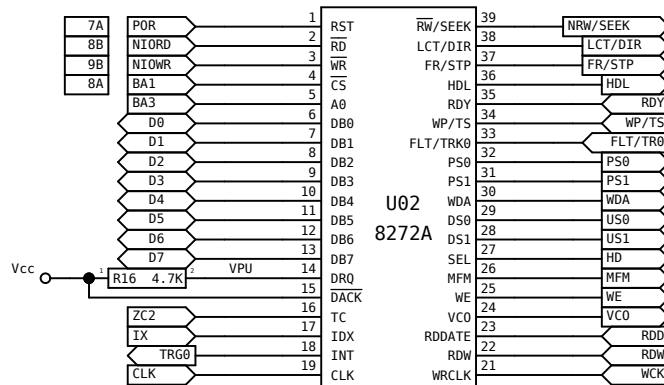 7A POR 1 RST R̅W̅/SEEK 39 NRW/SEEK
8B NIORD 2 R̅D̅ LCT/DIR 38 LCT/DIR
9B NIOWR 3 W̅R̅ FR/STP 37 FR/STP
8A BA1 4 C̅S̅ HDL 36 HDL
BA3 5 A0 RDY 35 RDY
D0 6 DB0 WP/TS 34 WP/TS
D1 7 DB1 FLT/TRK0 33 FLT/TR0
D2 8 DB2 PS0 32 PS0
D3 9 DB3 PS1 31 PS1
D4 10 DB4 WDA 30 WDA
U02
D5 11 DB5 DS0 29 US0
8272A
D6 12 DB6 DS1 28 US1
D7 13 DB7 SEL 27 HD
Vcc 1 R16 4.7K 2 VPU 14 DRQ MFM 26 MFM
15 D̅A̅C̅K̅ WE 25 WE
ZC2 16 TC VCO 24 VCO
IX 17 IDX RDDATE 23 RDD
TRG0 18 INT RDW 22 RDW
CLK 19 CLK WRCLK 21 WCK